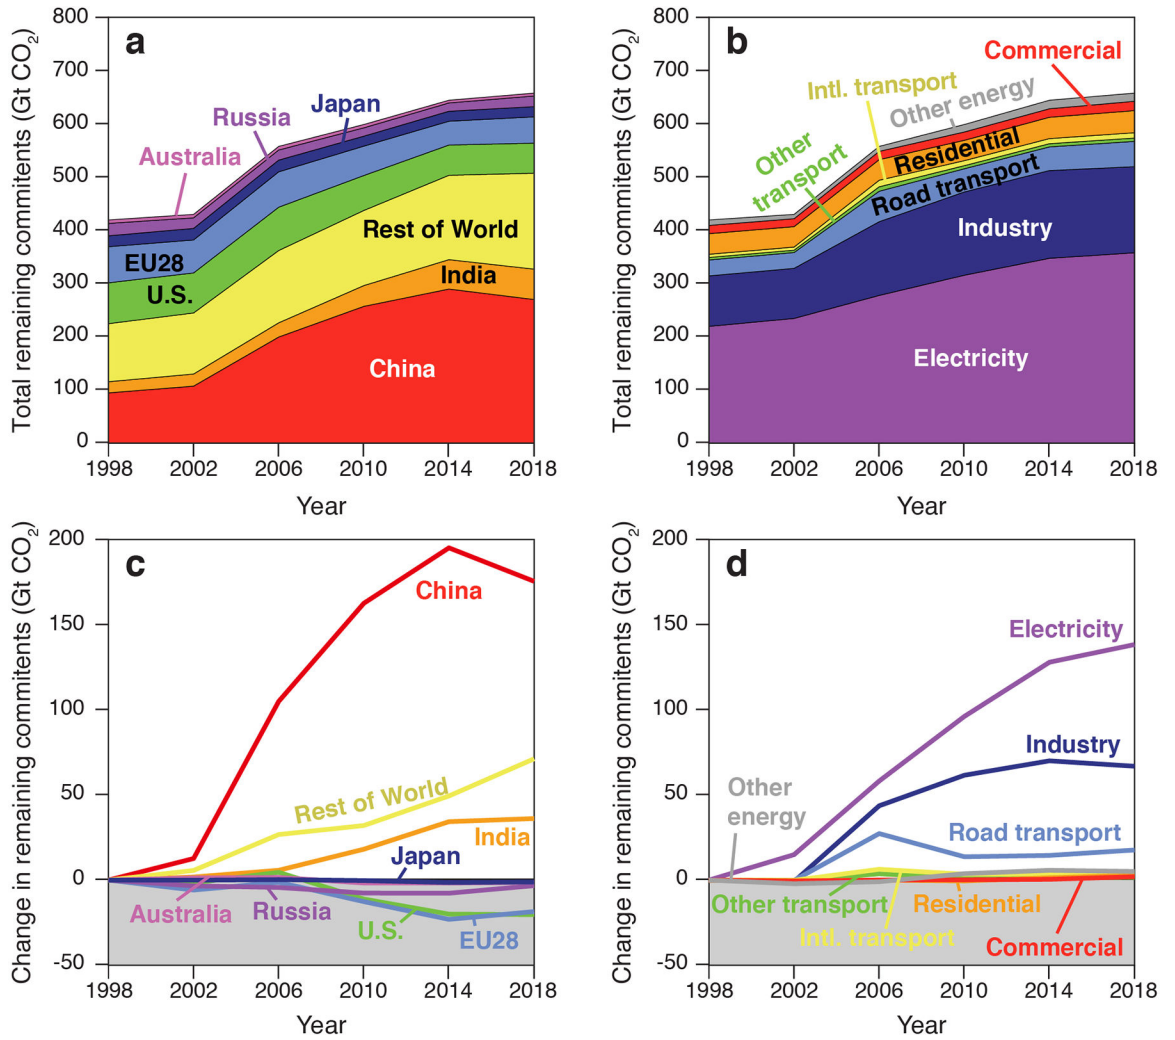 a
Total remaining commitments (Gt CO2)
800
700
600
500
400
300
200
100
0
Australia
Russia
Japan
EU28
U.S.
Rest of World
India
China
1998 2002 2006 2010 2014 2018
Year
b
Total remaining commitments (Gt CO2)
800
700
600
500
400
300
200
100
0
Commercial
Intl. transport
Other energy
Other
transport
Residential
Road transport
Industry
Electricity
1998 2002 2006 2010 2014 2018
Year
c
Change in remaining commitents (Gt CO2)
200
150
100
50
0
-50
China
Rest of World
India
Japan
Australia
Russia
U.S.
EU28
1998 2002 2006 2010 2014 2018
Year
d
Change in remaining commitents (Gt CO2)
200
150
100
50
0
-50
Electricity
Industry
Other
energy
Road transport
Other transport
Residential
Intl. transport
Commercial
1998 2002 2006 2010 2014 2018
Year